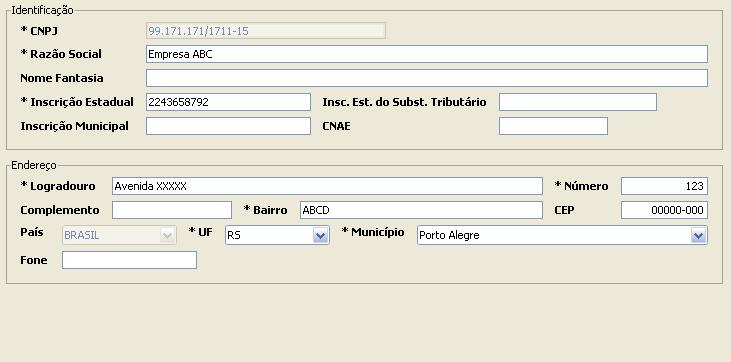 Identificação
* CNPJ 99.171.171/1711-15
* Razão Social Empresa ABC
Nome Fantasia
* Inscrição Estadual 2243658792 Insc. Est. do Subst. Tributário
Inscrição Municipal CNAE
Endereço
* Logradouro Avenida XXXXX * Número 123
Complemento * Bairro ABCD CEP 00000-000
País BRASIL * UF RS * Município Porto Alegre
Fone